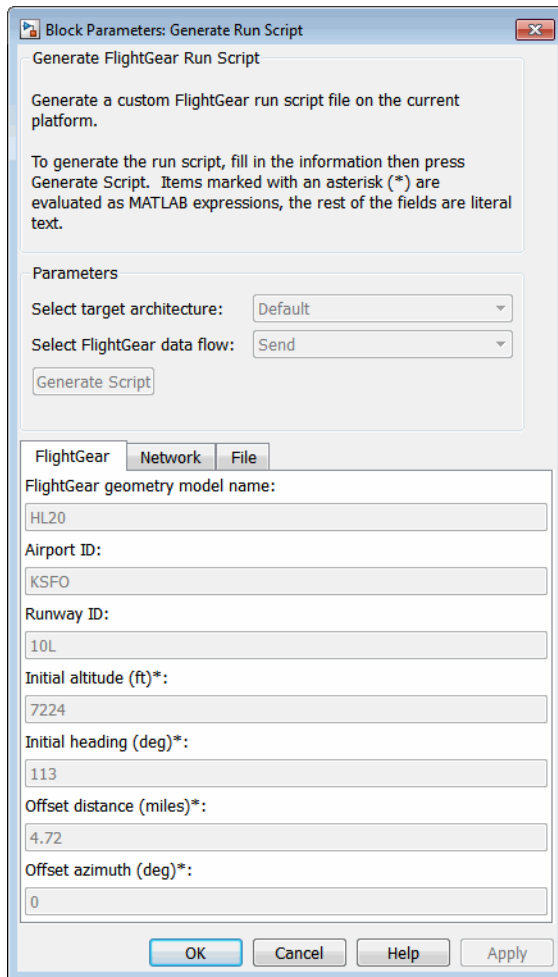 Block Parameters: Generate Run Script
Generate FlightGear Run Script
Generate a custom FlightGear run script file on the current
platform.
To generate the run script, fill in the information then press
Generate Script.  Items marked with an asterisk (*) are
evaluated as MATLAB expressions, the rest of the fields are literal
text.
Parameters
Select target architecture: Default
Select FlightGear data flow: Send
Generate Script
FlightGear Network File
FlightGear geometry model name:
HL20
Airport ID:
KSFO
Runway ID:
10L
Initial altitude (ft)*:
7224
Initial heading (deg)*:
113
Offset distance (miles)*:
4.72
Offset azimuth (deg)*:
0
OK Cancel Help Apply